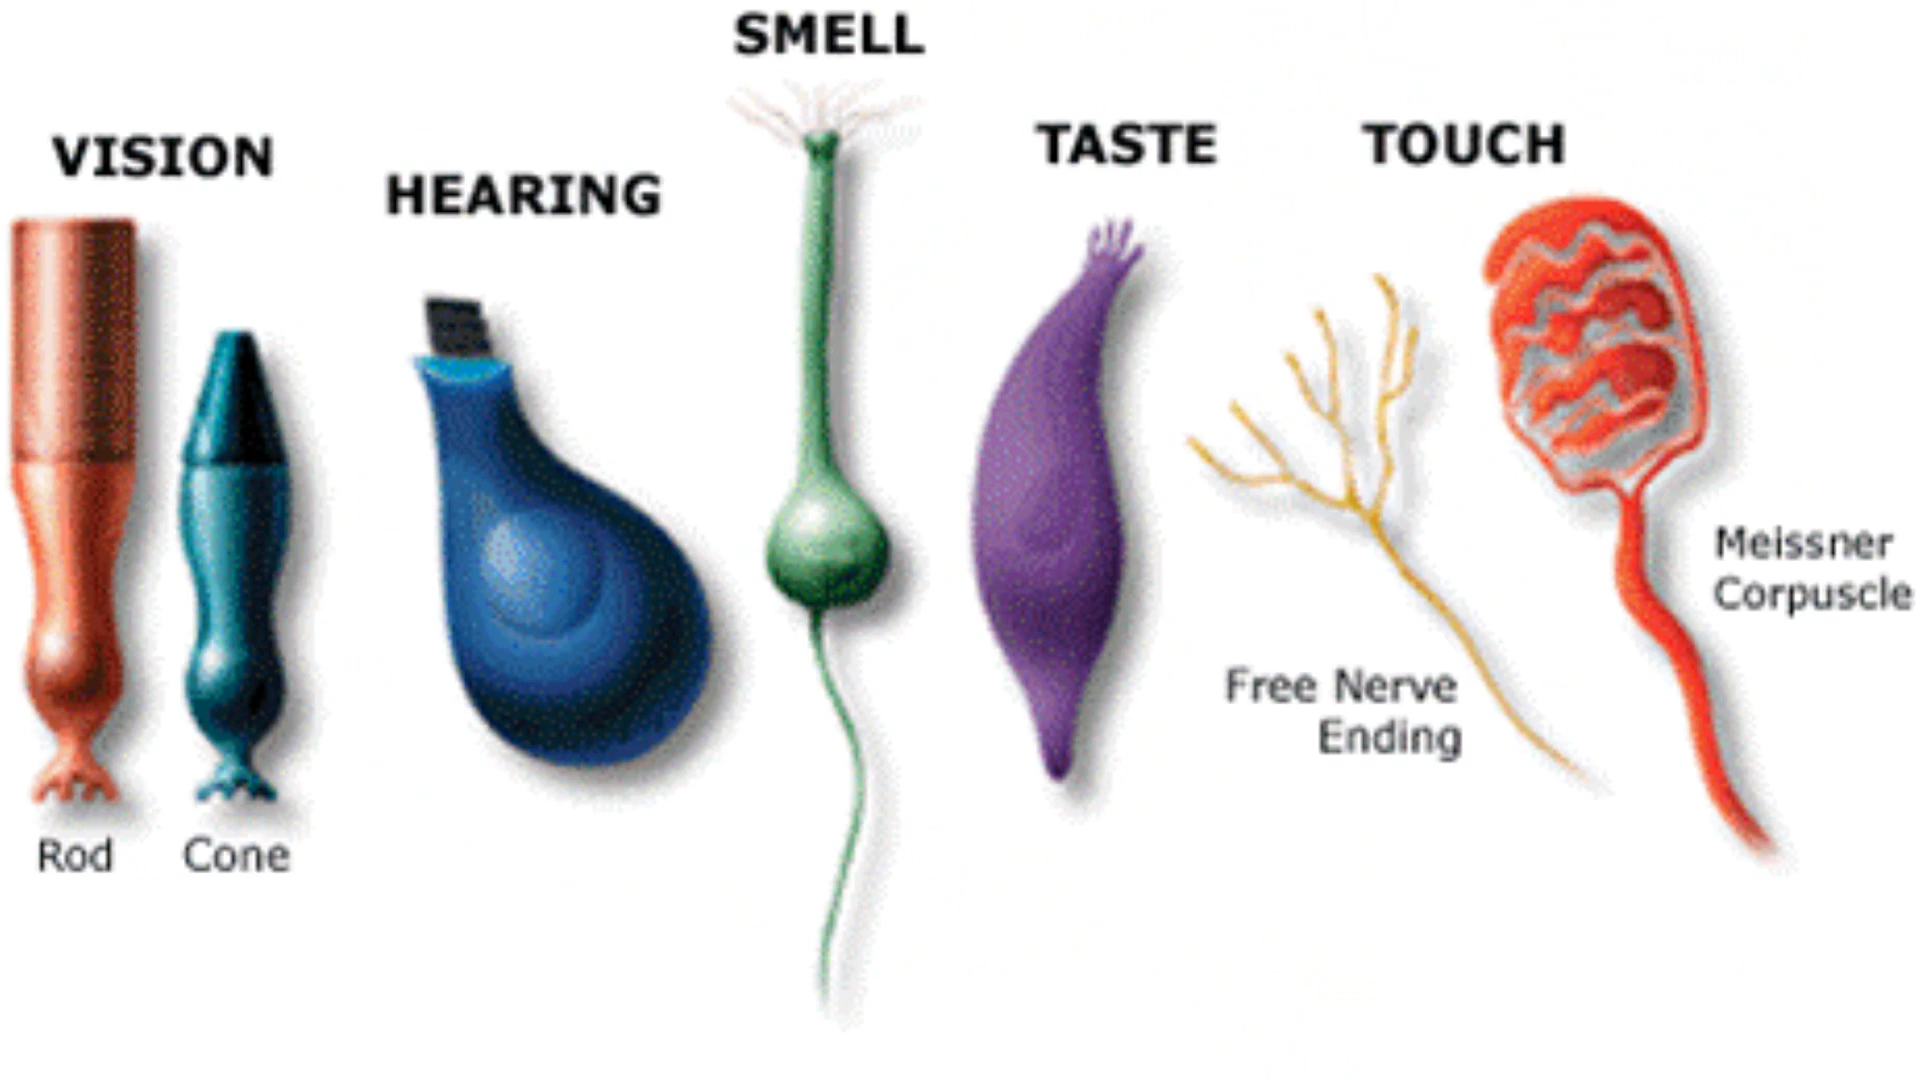 SMELL
VISION
HEARING
TASTE
TOUCH
Meissner
Corpuscle
Free Nerve
Ending
Rod
Cone